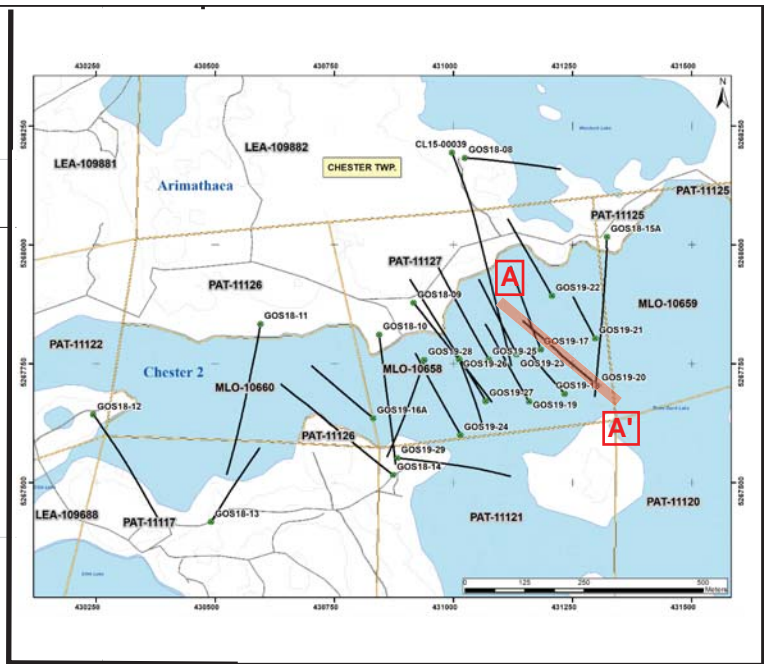 430250 430500 430750 431000 431250 431500
N
5268250
5268250
CL15-00039
GOS18-08
LEA-109882
LEA-109881
CHESTER TWP.
Arimathaea
PAT-11125
PAT-11125
GOS18-15A
5268000
5268000
PAT-11127
A
PAT-11126
GOS19-22
MLO-10659
GOS18-09
GOS18-11
GOS18-10
GOS19-21
PAT-11122
GOS19-17
GOS19-28
GOS19-25
5267750
5267750
Chester 2
MLO-10658
GOS19-26
GOS19-23
GOS19-20
MLO-10660
GOS19-27
GOS19-19
GOS18-12
GOS19-16A
A'
PAT-11126
GOS19-24
GOS19-29
GOS18-14
5267500
5267500
PAT-11120
LEA-109688
PAT-11117
GOS18-13
PAT-11121
0 125 250 500
Meters
430250 430500 430750 431000 431250 431500